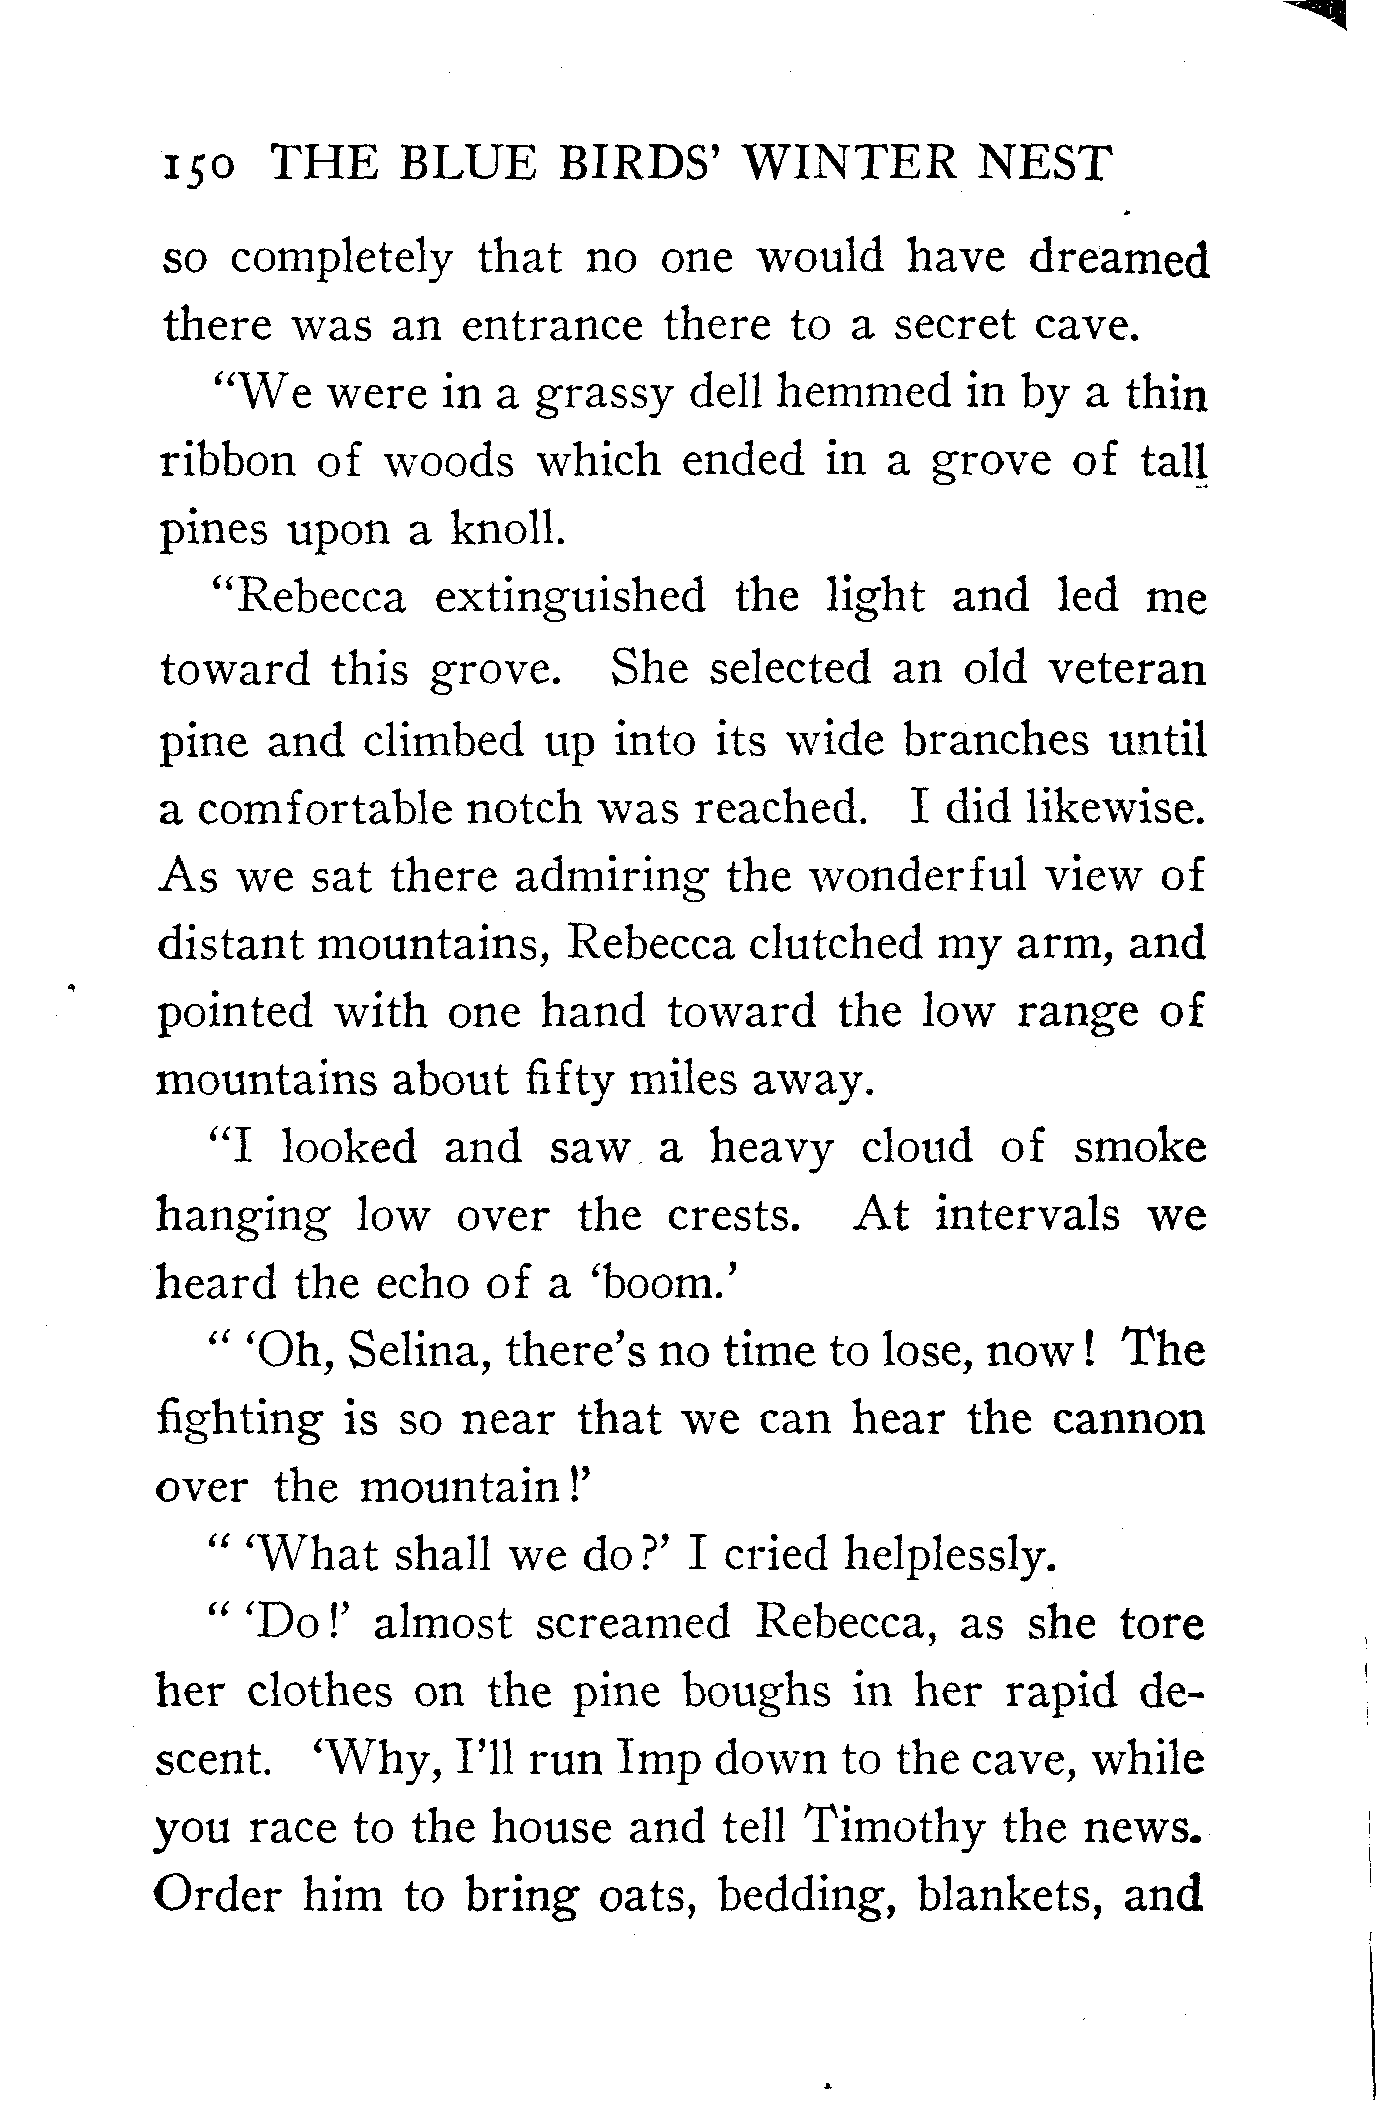 150 THE BLUE BIRDS' WINTER NEST
so completely that no one would have dreamed
there was an entrance there to a secret cave.
"We were in a grassy dell hemmed in by a thin
ribbon of woods which ended in a grove of tall
pines upon a knoll.
"Rebecca extinguished the light and led me
toward this grove. She selected an old veteran
pine and climbed up into its wide branches until
a comfortable notch was reached. I did likewise.
As we sat there admiring the wonderful view of
distant mountains, Rebecca clutched my arm, and
pointed with one hand toward the low range of
mountains about fifty miles away.
"I looked and saw a heavy cloud of smoke
hanging low over the crests. At intervals we
heard the echo of a 'boom.'
" 'Oh, Selina, there's no time to lose, now! The
fighting is so near that we can hear the cannon
over the mountain!'
" 'What shall we do?' I cried helplessly.
" 'Do!' almost screamed Rebecca, as she tore
her clothes on the pine boughs in her rapid de-
scent. 'Why, I'll run Imp down to the cave, while
you race to the house and tell Timothy the news.
Order him to bring oats, bedding, blankets, and